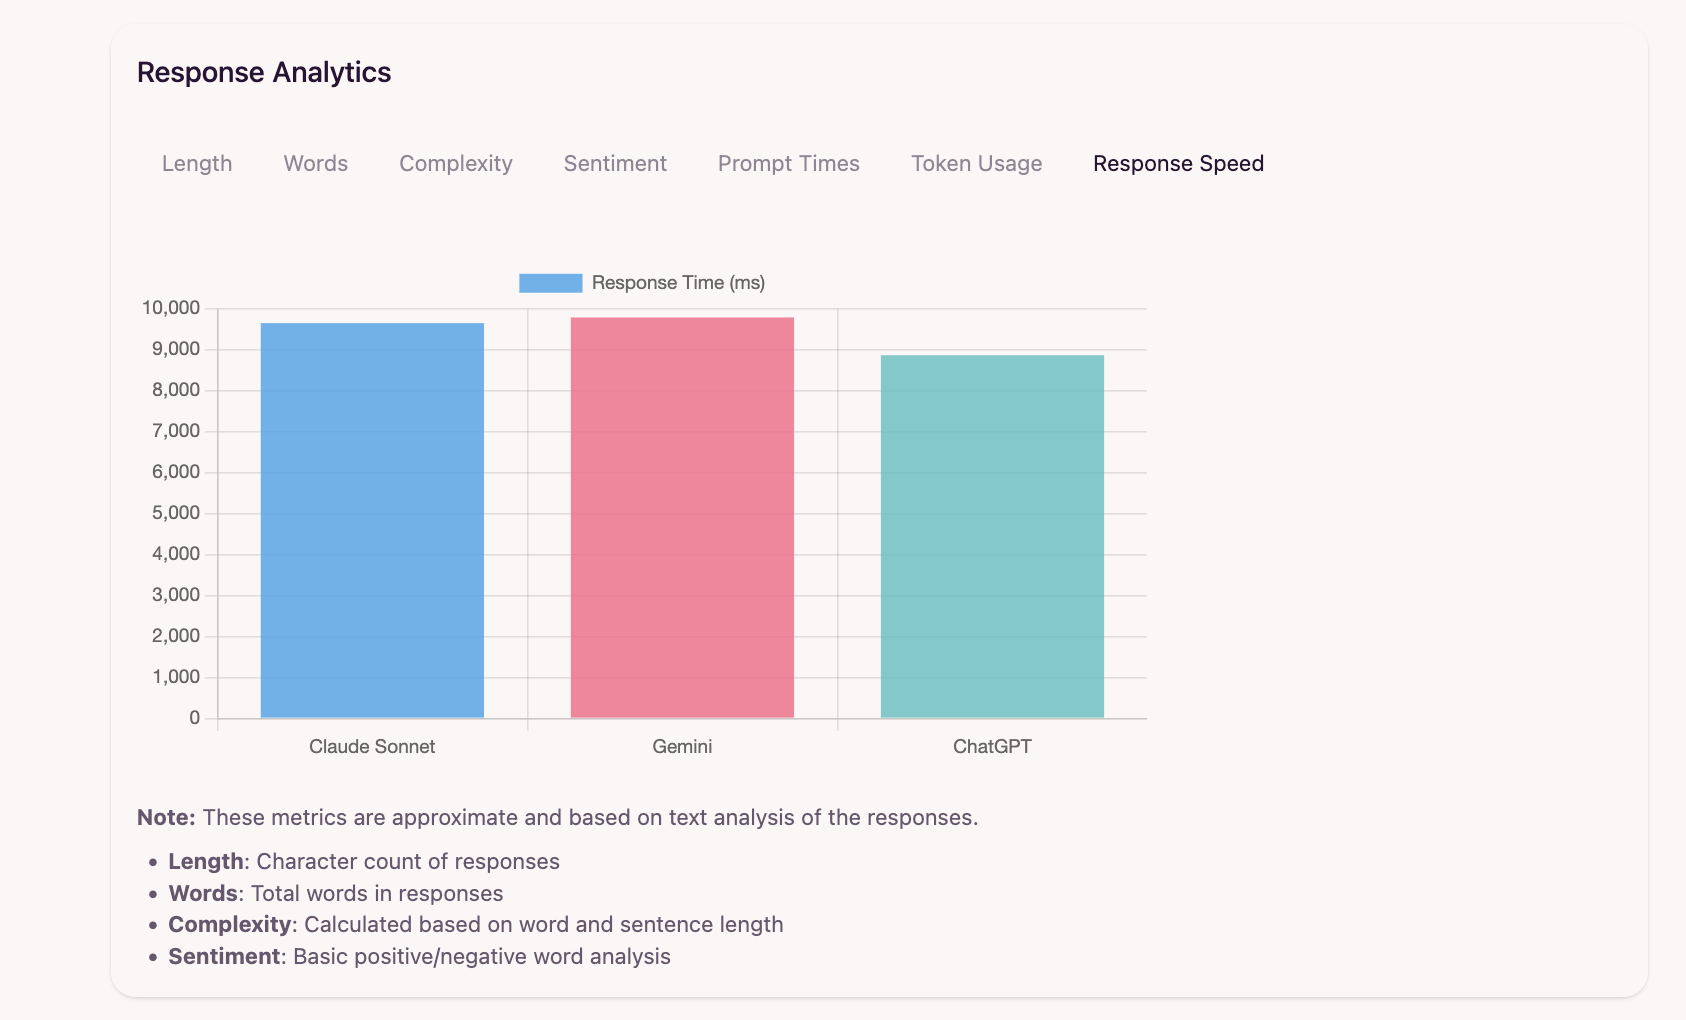 Response Analytics
Length Words Complexity Sentiment Prompt Times Token Usage Response Speed
Response Time (ms)
10,000
9,000
8,000
7,000
6,000
5,000
4,000
3,000
2,000
1,000
0
Claude Sonnet Gemini ChatGPT
Note: These metrics are approximate and based on text analysis of the responses.
• Length: Character count of responses
• Words: Total words in responses
• Complexity: Calculated based on word and sentence length
• Sentiment: Basic positive/negative word analysis